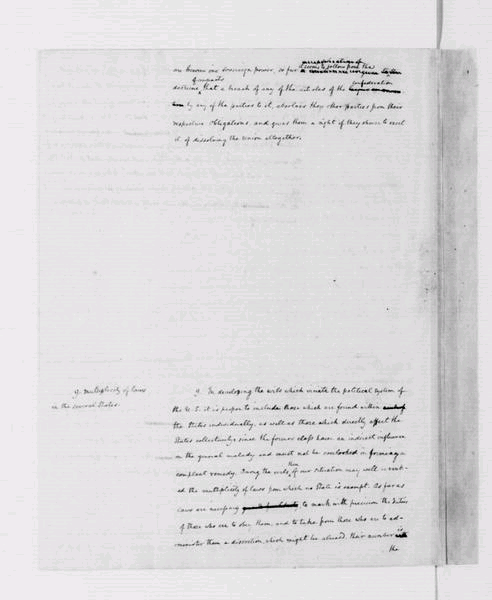 it seems to follow from the
are become one sovereign power, so far
of compacts confederation
doctrine that a breach of any of the articles of the
by any of the parties to it, absolves the other parties from their
respective obligations, and gives them a right if they chuse to exert
it of dissolving the Union altogether.
9. Multiplicity of laws
in the several States.
9. In developing the evils which viciate the political system of
the U. S. it is proper to include those which are found within
the States individually, as well as those which directly affect the
States collectively, since the former class have an indirect influence
on the general malady and must not be overlooked in forming a
compleat remedy. Among the evils then of our situation may well be rank-
ed the multiplicity of laws from which no State is exempt. As far as
laws are necessary to mark with precision the duties
of those who are to obey them, and to take from those who are to ad-
minister them a discretion, which might be abused, their number is
the